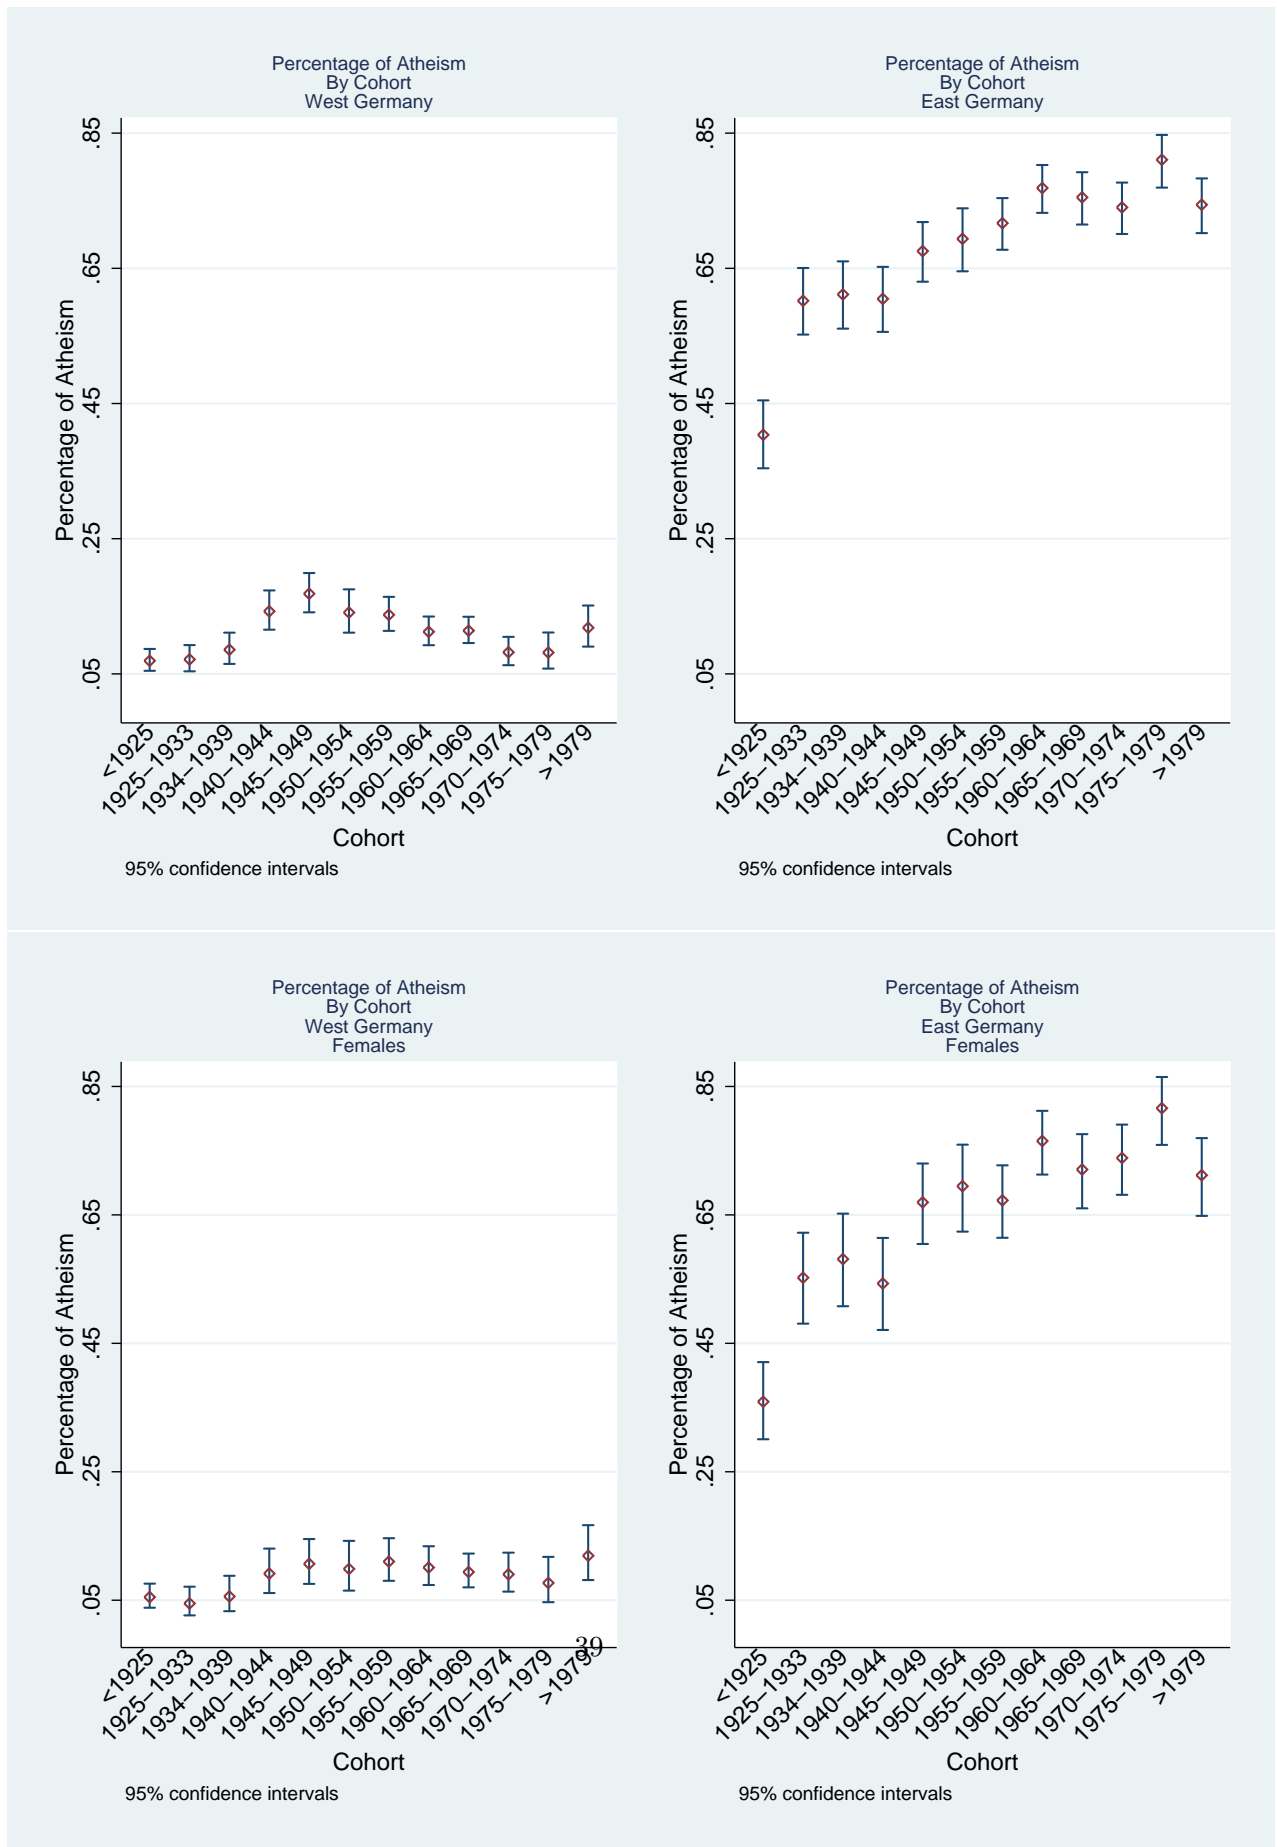 Percentage of Atheism
By Cohort
West Germany
.85
.65
.45
.25
.05
Percentage of Atheism
<1925
1925−1933
1934−1939
1940−1944
1945−1949
1950−1954
1955−1959
1960−1964
1965−1969
1970−1974
1975−1979
>1979
Cohort
95% confidence intervals
Percentage of Atheism
By Cohort
East Germany
.85
.65
.45
.25
.05
Percentage of Atheism
<1925
1925−1933
1934−1939
1940−1944
1945−1949
1950−1954
1955−1959
1960−1964
1965−1969
1970−1974
1975−1979
>1979
Cohort
95% confidence intervals
Percentage of Atheism
By Cohort
West Germany
Females
.85
.65
.45
.25
.05
Percentage of Atheism
<1925
1925−1933
1934−1939
1940−1944
1945−1949
1950−1954
1955−1959
1960−1964
1965−1969
1970−1974
1975−1979
>1979
39
Cohort
95% confidence intervals
Percentage of Atheism
By Cohort
East Germany
Females
.85
.65
.45
.25
.05
Percentage of Atheism
<1925
1925−1933
1934−1939
1940−1944
1945−1949
1950−1954
1955−1959
1960−1964
1965−1969
1970−1974
1975−1979
>1979
Cohort
95% confidence intervals